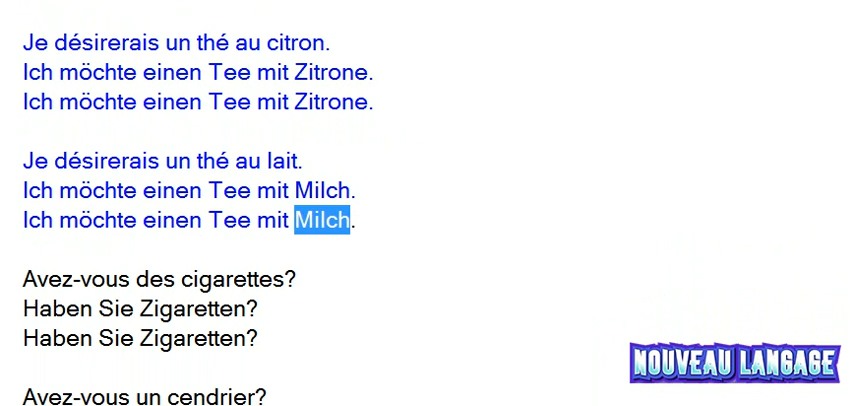 Je désirerais un thé au citron.
Ich möchte einen Tee mit Zitrone.
Ich möchte einen Tee mit Zitrone.
Je désirerais un thé au lait.
Ich möchte einen Tee mit Milch.
Ich möchte einen Tee mit Milch.
Avez-vous des cigarettes?
Haben Sie Zigaretten?
Haben Sie Zigaretten?
NOUVEAU LANGAGE
Avez-vous un cendrier?